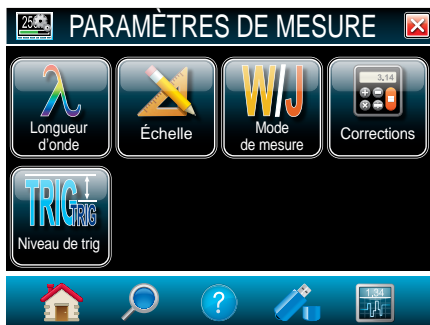 25
PARAMÈTRES DE MESURE
λ
Longueur
d'onde
Échelle
W/J
Mode
de mesure
3.14
Corrections
TRIG
TRIG
Niveau de trig
?
1.34